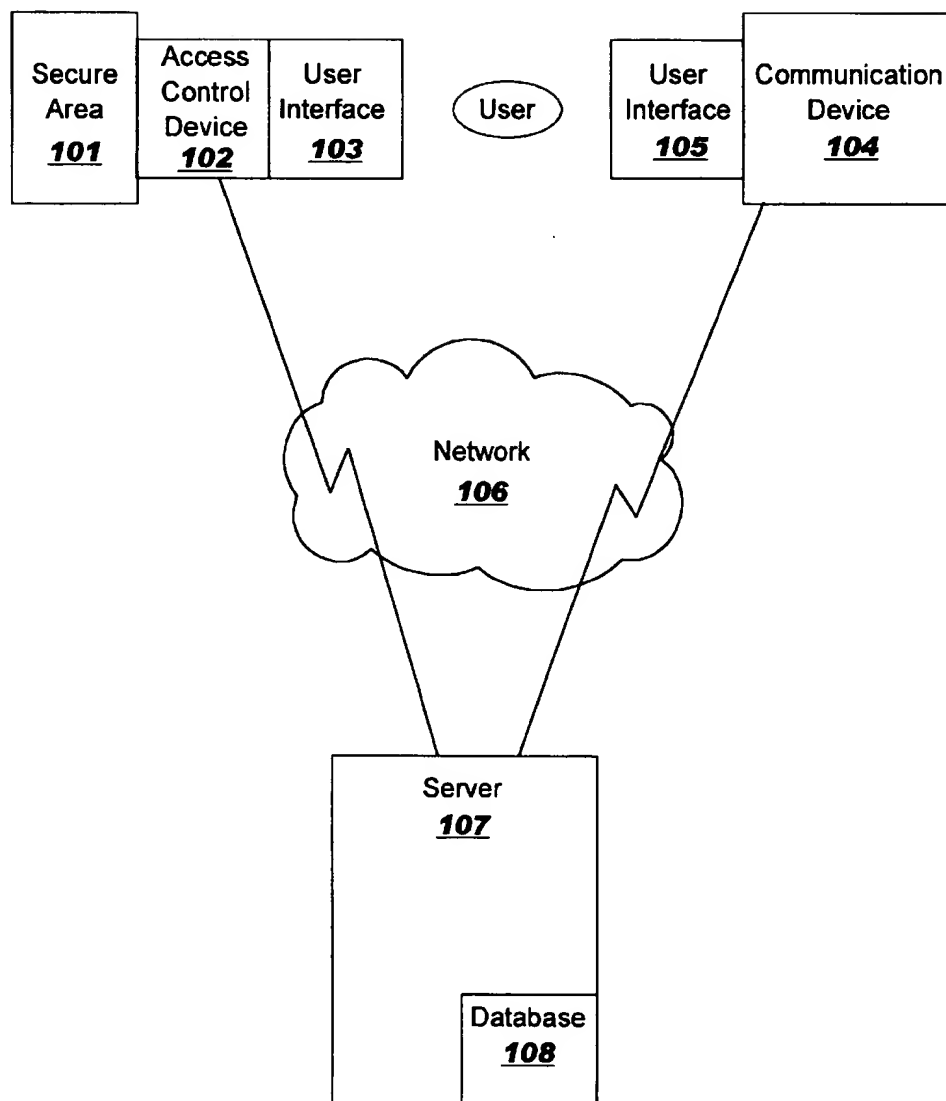 Secure
Area
101
Access
Control
Device
102
User
Interface
103
User
User
Interface
105
Communication
Device
104
Network
106
Server
107
Database
108